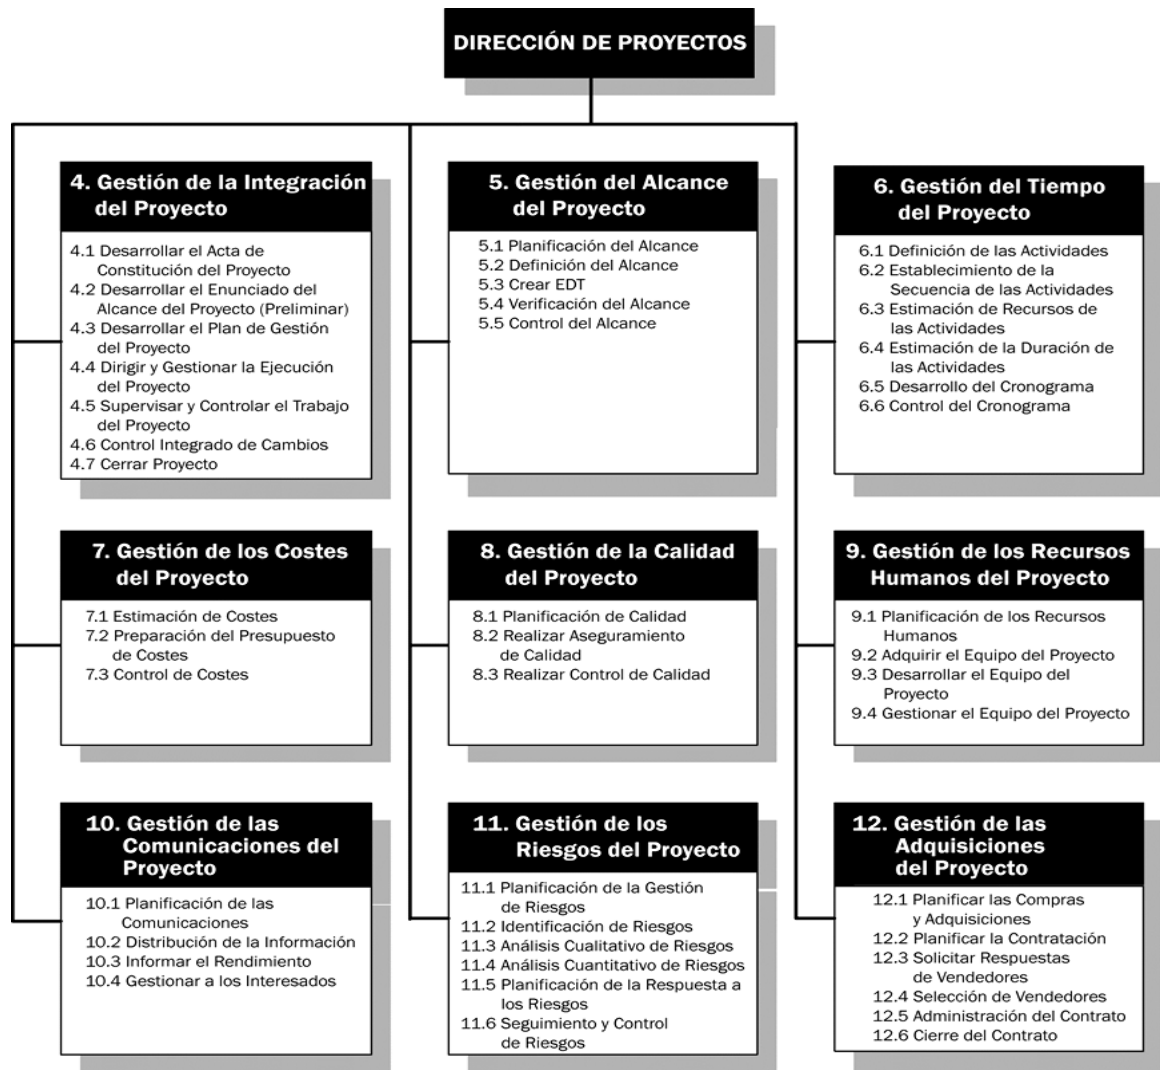 DIRECCIÓN DE PROYECTOS
4. Gestión de la Integración
del Proyecto
4.1 Desarrollar el Acta de
Constitución del Proyecto
4.2 Desarrollar el Enunciado del
Alcance del Proyecto (Preliminar)
4.3 Desarrollar el Plan de Gestión
del Proyecto
4.4 Dirigir y Gestionar la Ejecución
del Proyecto
4.5 Supervisar y Controlar el Trabajo
del Proyecto
4.6 Control Integrado de Cambios
4.7 Cerrar Proyecto
5. Gestión del Alcance
del Proyecto
5.1 Planificación del Alcance
5.2 Definición del Alcance
5.3 Crear EDT
5.4 Verificación del Alcance
5.5 Control del Alcance
6. Gestión del Tiempo
del Proyecto
6.1 Definición de las Actividades
6.2 Establecimiento de la
Secuencia de las Actividades
6.3 Estimación de Recursos de
las Actividades
6.4 Estimación de la Duración de
las Actividades
6.5 Desarrollo del Cronograma
6.6 Control del Cronograma
7. Gestión de los Costes
del Proyecto
7.1 Estimación de Costes
7.2 Preparación del Presupuesto
de Costes
7.3 Control de Costes
8. Gestión de la Calidad
del Proyecto
8.1 Planificación de Calidad
8.2 Realizar Aseguramiento
de Calidad
8.3 Realizar Control de Calidad
9. Gestión de los Recursos
Humanos del Proyecto
9.1 Planificación de los Recursos
Humanos
9.2 Adquirir el Equipo del Proyecto
9.3 Desarrollar el Equipo del
Proyecto
9.4 Gestionar el Equipo del Proyecto
10. Gestión de las
Comunicaciones del
Proyecto
10.1 Planificación de las
Comunicaciones
10.2 Distribución de la Información
10.3 Informar el Rendimiento
10.4 Gestionar a los Interesados
11. Gestión de los
Riesgos del Proyecto
11.1 Planificación de la Gestión
de Riesgos
11.2 Identificación de Riesgos
11.3 Análisis Cualitativo de Riesgos
11.4 Análisis Cuantitativo de Riesgos
11.5 Planificación de la Respuesta a
los Riesgos
11.6 Seguimiento y Control
de Riesgos
12. Gestión de las
Adquisiciones
del Proyecto
12.1 Planificar las Compras
y Adquisiciones
12.2 Planificar la Contratación
12.3 Solicitar Respuestas
de Vendedores
12.4 Selección de Vendedores
12.5 Administración del Contrato
12.6 Cierre del Contrato